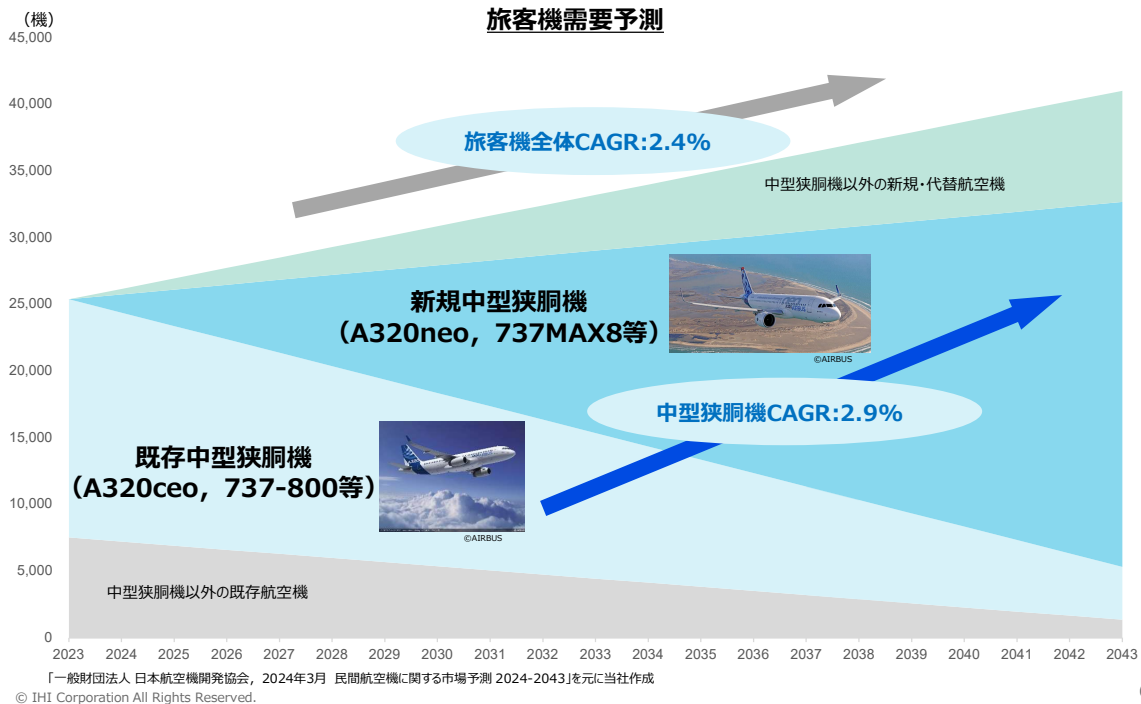 旅客機需要予測
（機）
45,000
40,000
35,000
30,000
25,000
20,000
15,000
10,000
5,000
0
旅客機全体CAGR:2.4%
中型狭胴機以外の新規・代替航空機
新規中型狭胴機
（A320neo，737MAX8等）
©AIRBUS
中型狭胴機CAGR:2.9%
既存中型狭胴機
（A320ceo，737-800等）
©AIRBUS
中型狭胴機以外の既存航空機
2023 2024 2025 2026 2027 2028 2029 2030 2031 2032 2033 2034 2035 2036 2037 2038 2039 2040 2041 2042 2043
「一般財団法人 日本航空機開発協会，2024年3月 民間航空機に関する市場予測 2024-2043」を元に当社作成
© IHI Corporation All Rights Reserved.